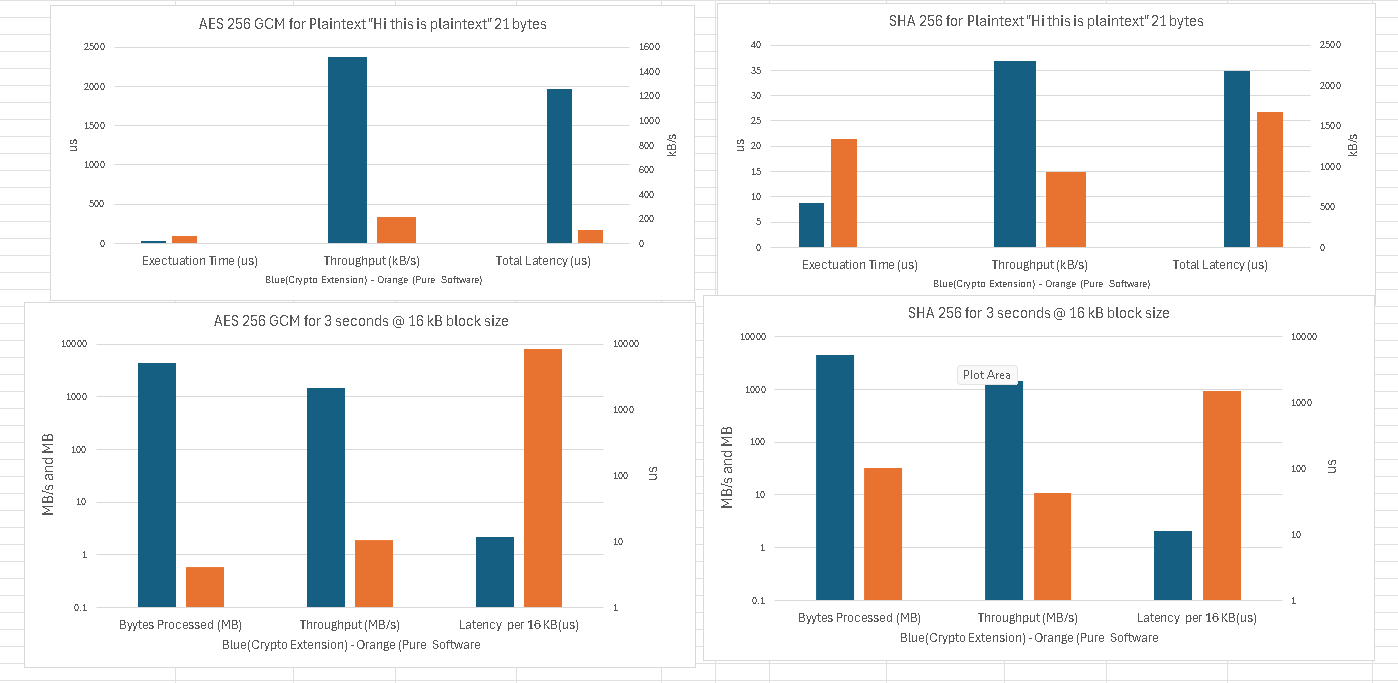 AES 256 GCM for Plaintext "Hi this is plaintext" 21 bytes
2500
2000
1500
1000
500
0
us
1600
1400
1200
1000
800
600
400
200
0
kB/s
Exectuation Time (us)
Throughput (kB/s)
Total Latency (us)
Blue(Crypto Extension) - Orange (Pure Software)
SHA 256 for Plaintext "Hi this is plaintext" 21 bytes
40
35
30
25
20
15
10
5
0
us
2500
2000
1500
1000
500
0
kB/s
Exectuation Time (us)
Throughput (kB/s)
Total Latency (us)
Blue(Crypto Extension) - Orange (Pure Software)
AES 256 GCM for 3 seconds @ 16 kB block size
10000
1000
100
10
1
0.1
MB/s and MB
10000
1000
100
10
1
us
Byytes Processed (MB)
Throughput (MB/s)
Latency per 16 KB(us)
Blue(Crypto Extension) - Orange (Pure Software
SHA 256 for 3 seconds @ 16 kB block size
10000
1000
100
10
1
0.1
MB/s and MB
Plot Area
10000
1000
100
10
1
us
Byytes Processed (MB)
Throughput (MB/s)
Latency per 16 KB(us)
Blue(Crypto Extension) - Orange (Pure Software